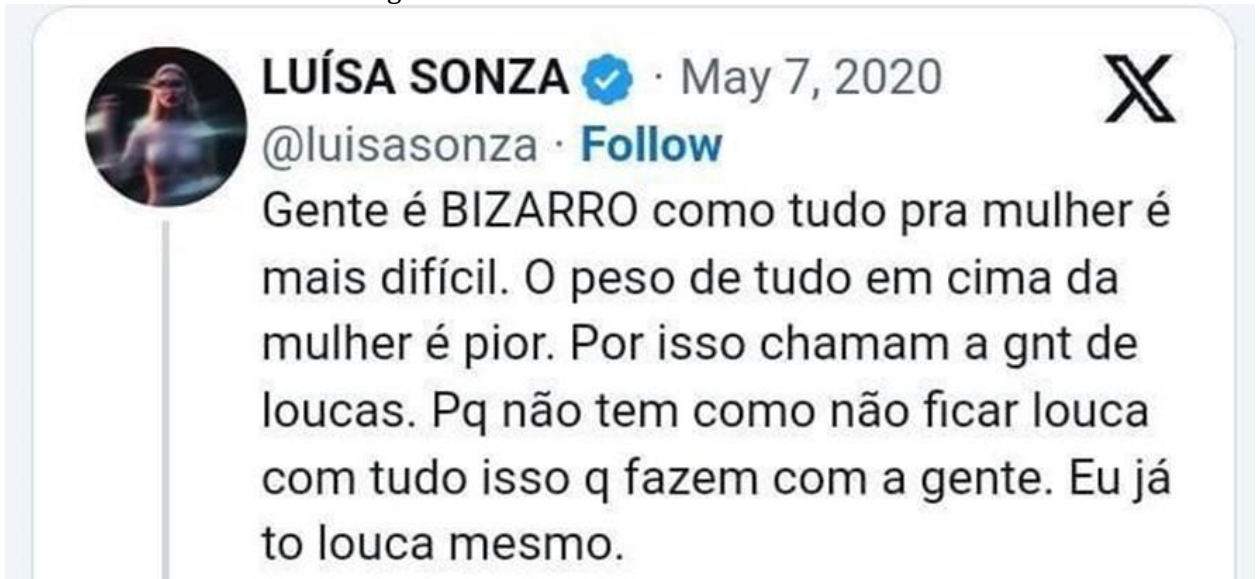 LUÍSA SONZA · May 7, 2020
@luisasonza · Follow
Gente é BIZARRO como tudo pra mulher é
mais difícil. O peso de tudo em cima da
mulher é pior. Por isso chamam a gnt de
loucas. Pq não tem como não ficar louca
com tudo isso q fazem com a gente. Eu já
to louca mesmo.